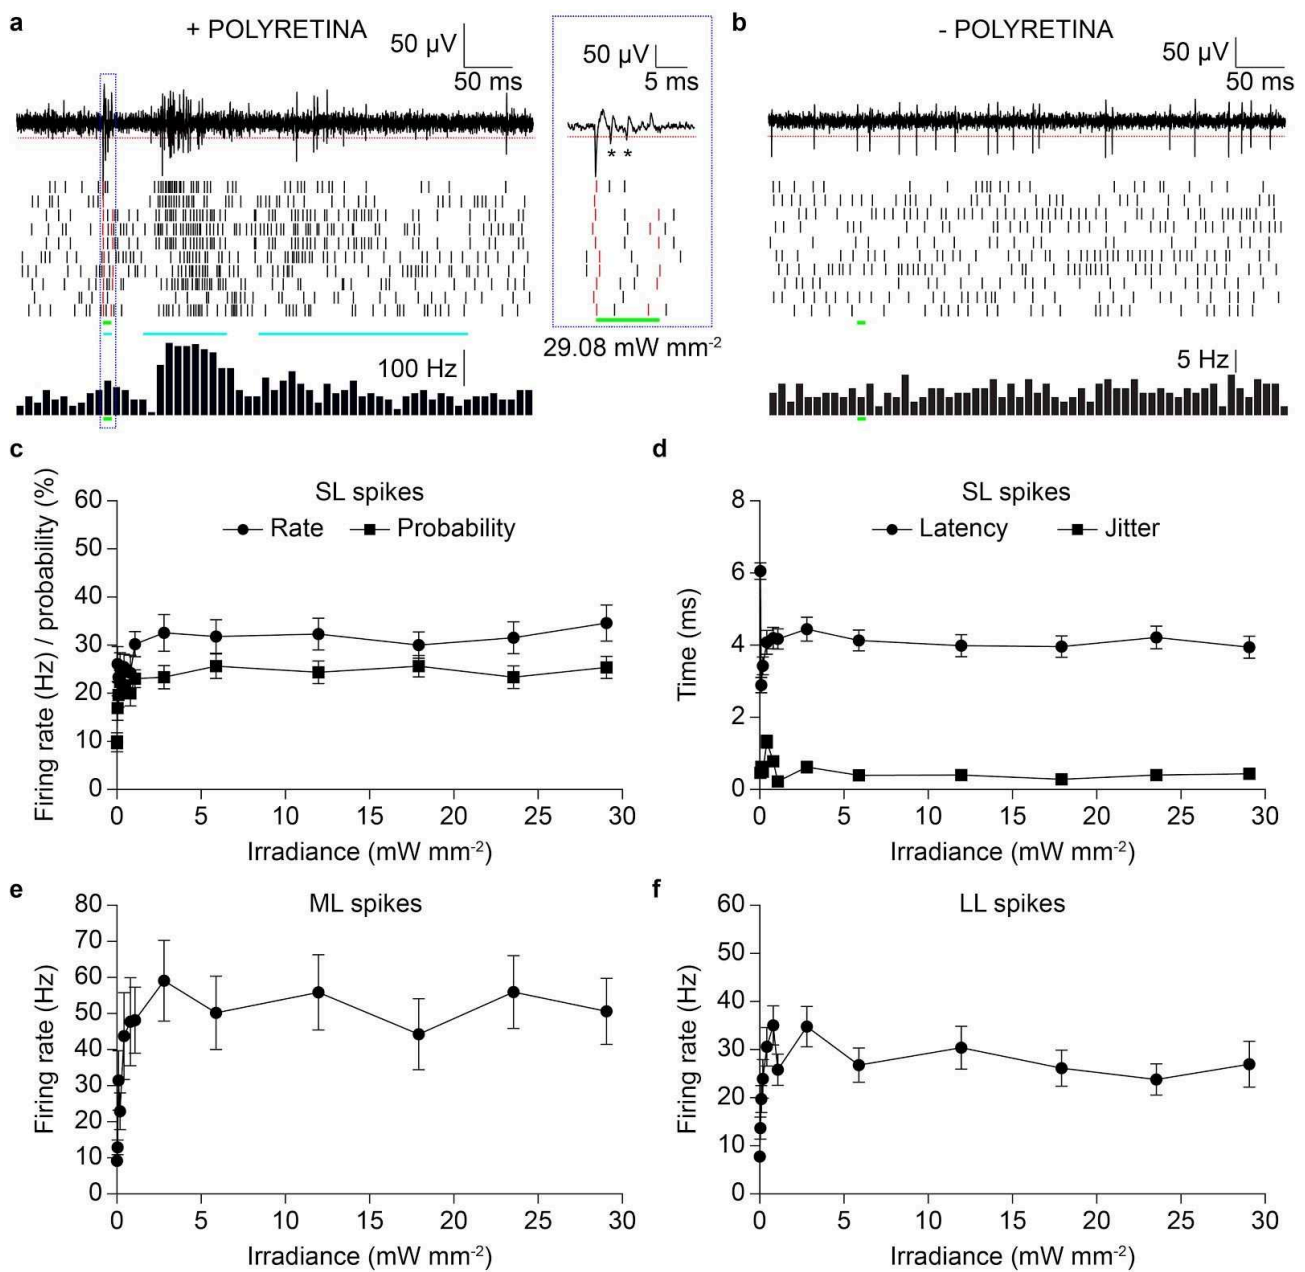 a
+ POLYRETINA
50 µV
50 ms
50 µV
5 ms
* *
29.08 mW mm-2
100 Hz
b
- POLYRETINA
50 µV
50 ms
5 Hz
c
SL spikes
Rate
Probability
Firing rate (Hz) / probability (%)
60
50
40
30
20
10
0
0 5 10 15 20 25 30
Irradiance (mW mm-2)
d
SL spikes
Latency
Jitter
Time (ms)
8
6
4
2
0
0 5 10 15 20 25 30
Irradiance (mW mm-2)
e
ML spikes
Firing rate (Hz)
80
70
60
50
40
30
20
10
0
0 5 10 15 20 25 30
Irradiance (mW mm-2)
f
LL spikes
Firing rate (Hz)
60
50
40
30
20
10
0
0 5 10 15 20 25 30
Irradiance (mW mm-2)